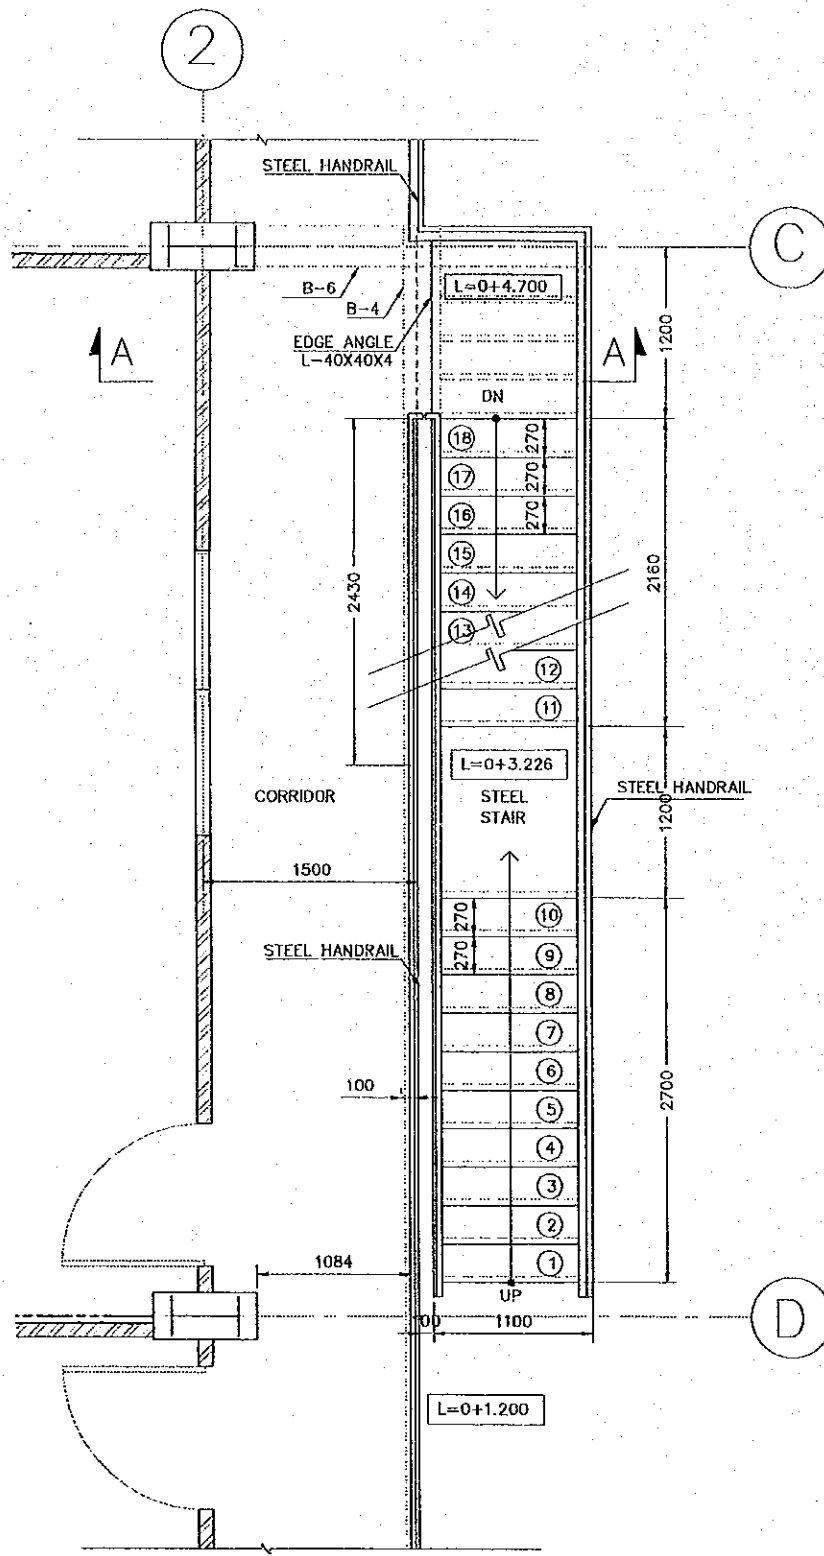 2
STEEL HANDRAIL
C
B-6
L=0+4.700
B-4
EDGE ANGLE
L-40X40X4
A
A
1200
DN
18
270
17
270
16
270
15
14
2430
2160
13
12
11
L=0+3.226
CORRIDOR
STEEL
STAIR
STEEL HANDRAIL
1200
1500
10
270
STEEL HANDRAIL
9
270
8
7
6
100
5
2700
4
3
2
1084
1
UP
00
1100
D
L=0+1.200